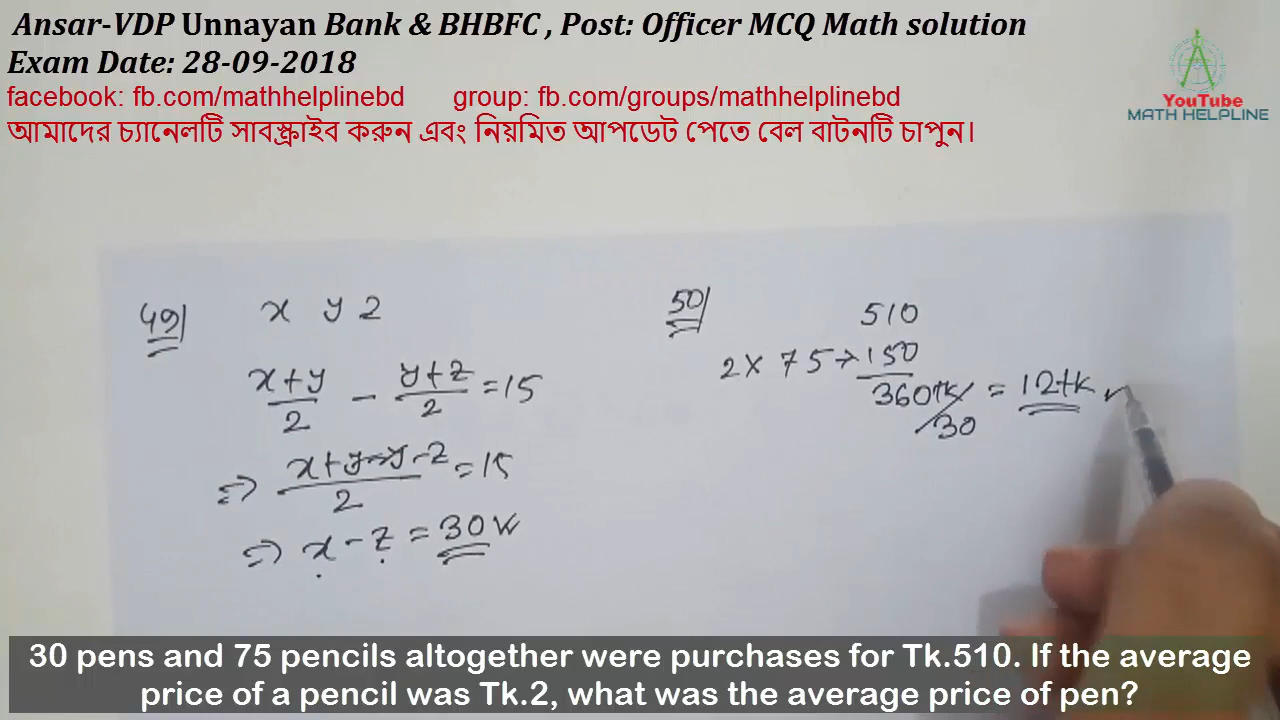 Ansar-VDP Unnayan Bank & BHBFC , Post: Officer MCQ Math solution
Exam Date: 28-09-2018
facebook: fb.com/mathhelplinebd group: fb.com/groups/mathhelplinebd
আমাদের চ্যানেলটি সাবস্ক্রাইব করুন এবং নিয়মিত আপডেট পেতে বেল বাটনটি চাপুন।
YouTube
MATH HELPLINE
49|
x y z
x+y/2 - y+z/2 = 15
=> x+y-y-z/2 = 15
=> x - z = 30
50|
510
2 x 75 → 150
360tk/30 = 12tk
30 pens and 75 pencils altogether were purchases for Tk.510. If the average
price of a pencil was Tk.2, what was the average price of pen?